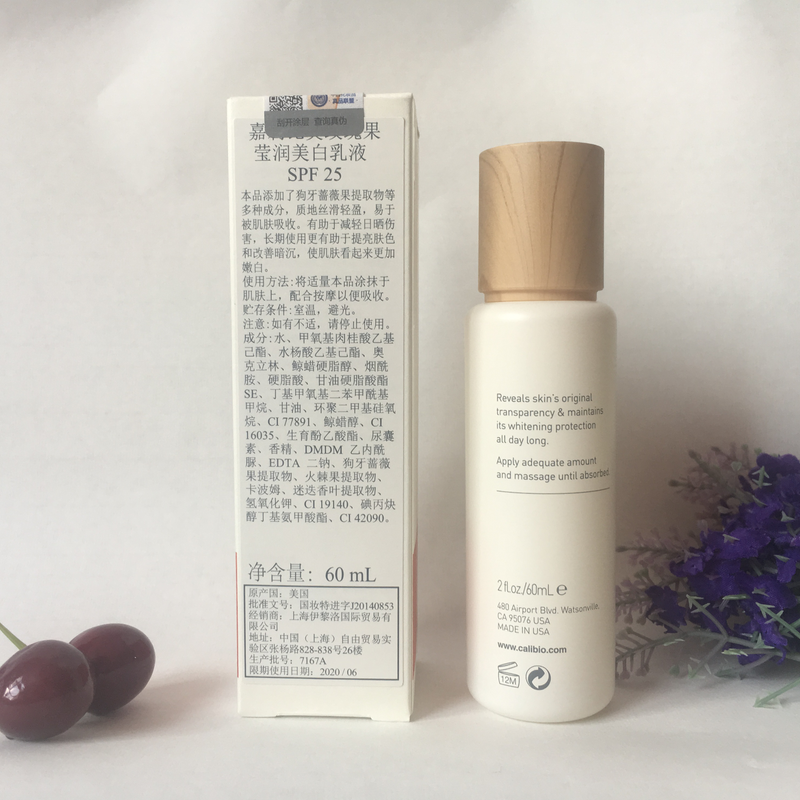 刮开涂层 查询真伪
果
莹润美白乳液
SPF 25
本品添加了狗牙蔷薇果提取物等
多种成分，质地丝滑轻盈，易于
被肌肤吸收。有助于减轻日晒伤
害，长期使用更有助于提亮肤色
和改善暗沉，使肌肤看起来更加
嫩白。
使用方法:将适量本品涂抹于
肌肤上，配合按摩以便吸收。
贮存条件:室温，避光。
注意:如有不适，请停止使用。
成分:水、甲氧基肉桂酸乙基
己酯、水杨酸乙基己酯、奥
克立林、鲸蜡硬脂醇、烟酰
胺、硬脂酸、甘油硬脂酸酯
SE、丁基甲氧基二苯甲酰基
甲烷、甘油、环聚二甲基硅氧
烷、CI 77891、鲸蜡醇、CI
16035、生育酚乙酸酯、尿囊
素、香精、DMDM 乙内酰
脲、EDTA 二钠、狗牙蔷薇
果提取物、火棘果提取物、
卡波姆、迷迭香叶提取物、
氢氧化钾、CI 19140、碘丙炔
醇丁基氨甲酸酯、CI 42090。
净含量：60 mL
原产国：美国
批准文号：国妆特进字J20140853
经销商：上海伊黎洛国际贸易有
限公司
地址：中国（上海）自由贸易实
验区张杨路828-838号26楼
生产批号：7167A
限期使用日期：2020 / 06
Reveals skin's original
transparency & maintains
its whitening protection
all day long.
Apply adequate amount
and massage until absorbed
2 fl.oz./60mL ℮
480 Airport Blvd. Watsonville,
CA 95076 USA
MADE IN USA
www.calibio.com
12M